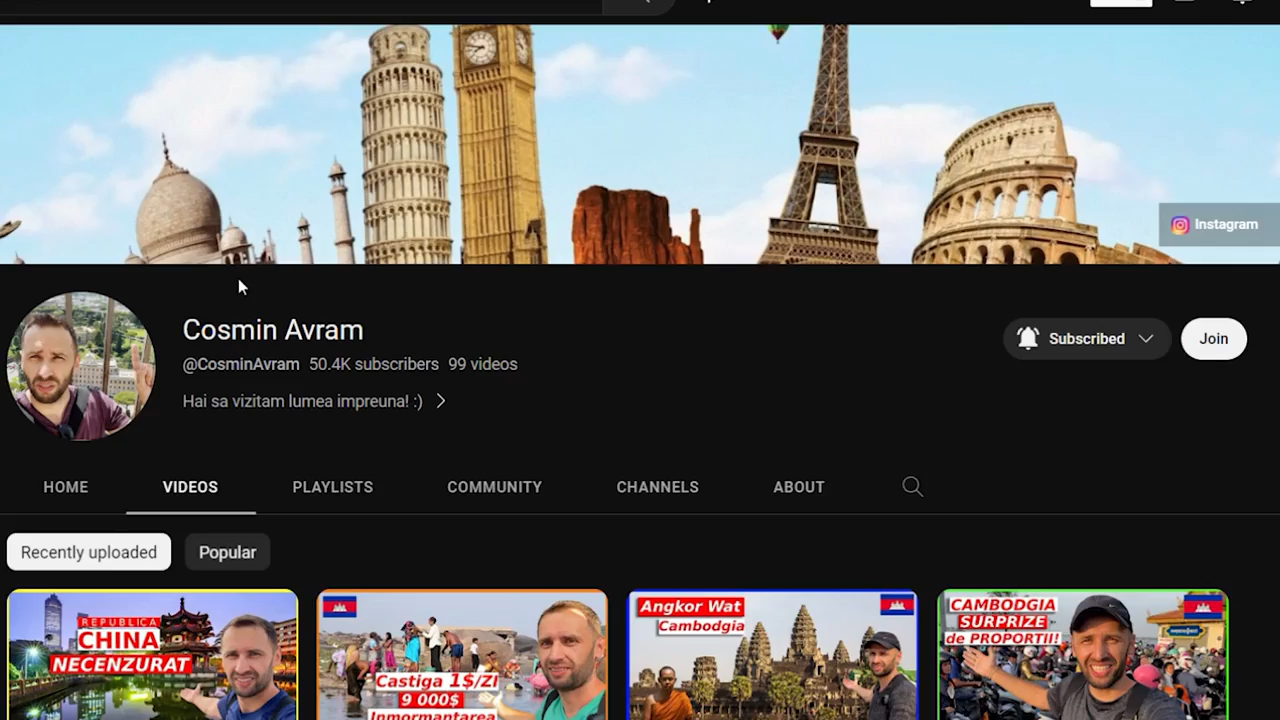 Instagram
Cosmin Avram
@CosminAvram 50.4K subscribers 99 videos
Hai sa vizitam lumea impreuna! :)
Subscribed
Join
HOME VIDEOS PLAYLISTS COMMUNITY CHANNELS ABOUT
Recently uploaded Popular
REPUBLICA
CHINA
NECENZURAT
Castiga 1$/ZI
9 000$
Inmormantarea
Angkor Wat
Cambodgia
CAMBODGIA
SURPRIZE
de PROPORTII!